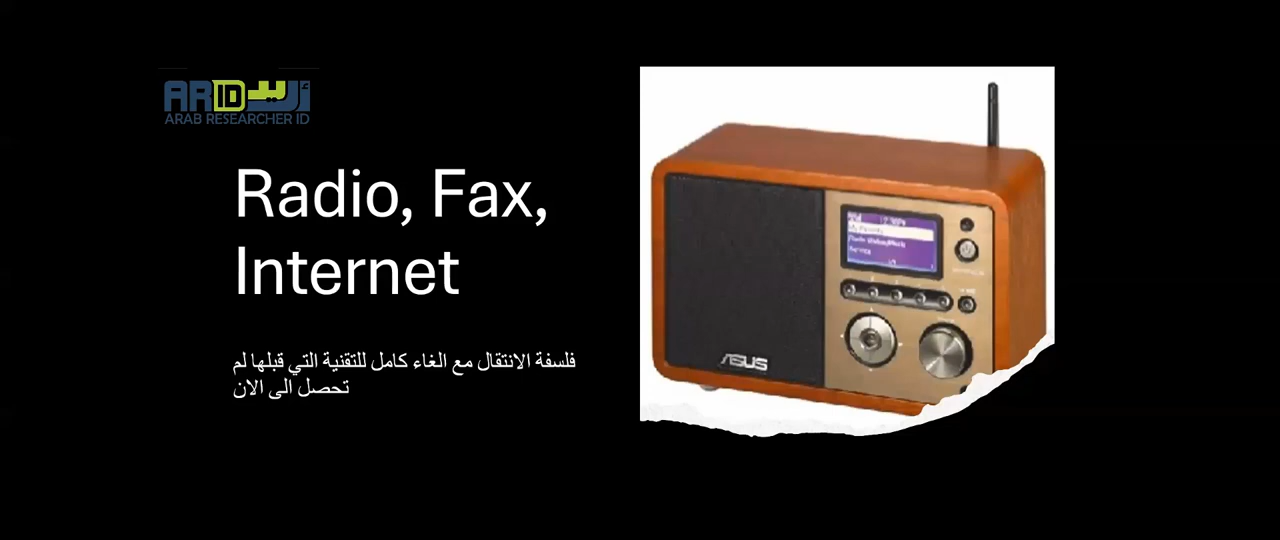 ARID أريد
ARAB RESEARCHER ID
Radio, Fax,
Internet
فلسفة الانتقال مع الغاء كامل للتقنية التي قبلها لم
تحصل الى الان
ASUS